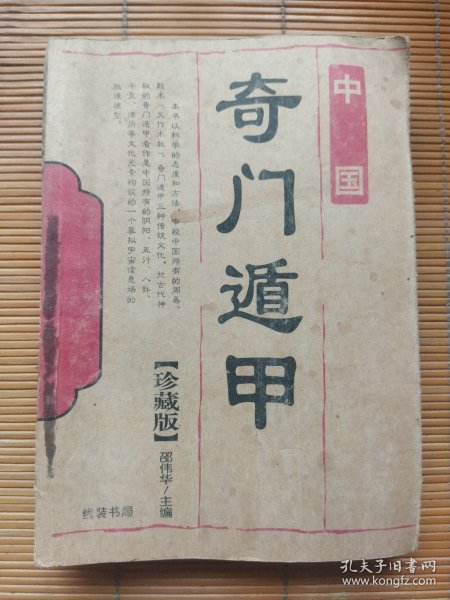 中国
奇门遁甲
【珍藏版】
邵伟华/主编
本书以科学的态度和方法，审视中国特有的周易、
数术（又作术数）、奇门遁甲三种传统文化，把古代神
秘的奇门遁甲看作是中国特有的阴阳、五行、八卦、
干支、律历等文化元素构筑的一个摹拟宇宙信息场的
数理模型。
线装书局
孔夫子旧书网
www.kongfz.com